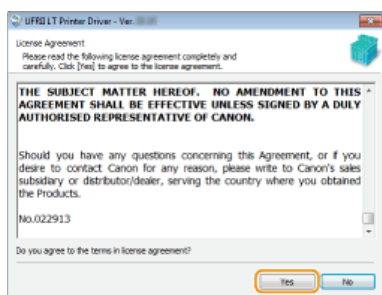 UFRII LT Printer Driver - Ver.
License Agreement
Please read the following license agreement completely and
carefully. Click [Yes] to agree to the license agreement.
THE SUBJECT MATTER HEREOF. NO AMENDMENT TO THIS
AGREEMENT SHALL BE EFFECTIVE UNLESS SIGNED BY A DULY
AUTHORISED REPRESENTATIVE OF CANON.
Should you have any questions concerning this Agreement, or if you
desire to contact Canon for any reason, please write to Canon's sales
subsidiary or distributor/dealer, serving the country where you obtained
the Products.
No.022913
Do you agree to the terms in license agreement?
Yes No